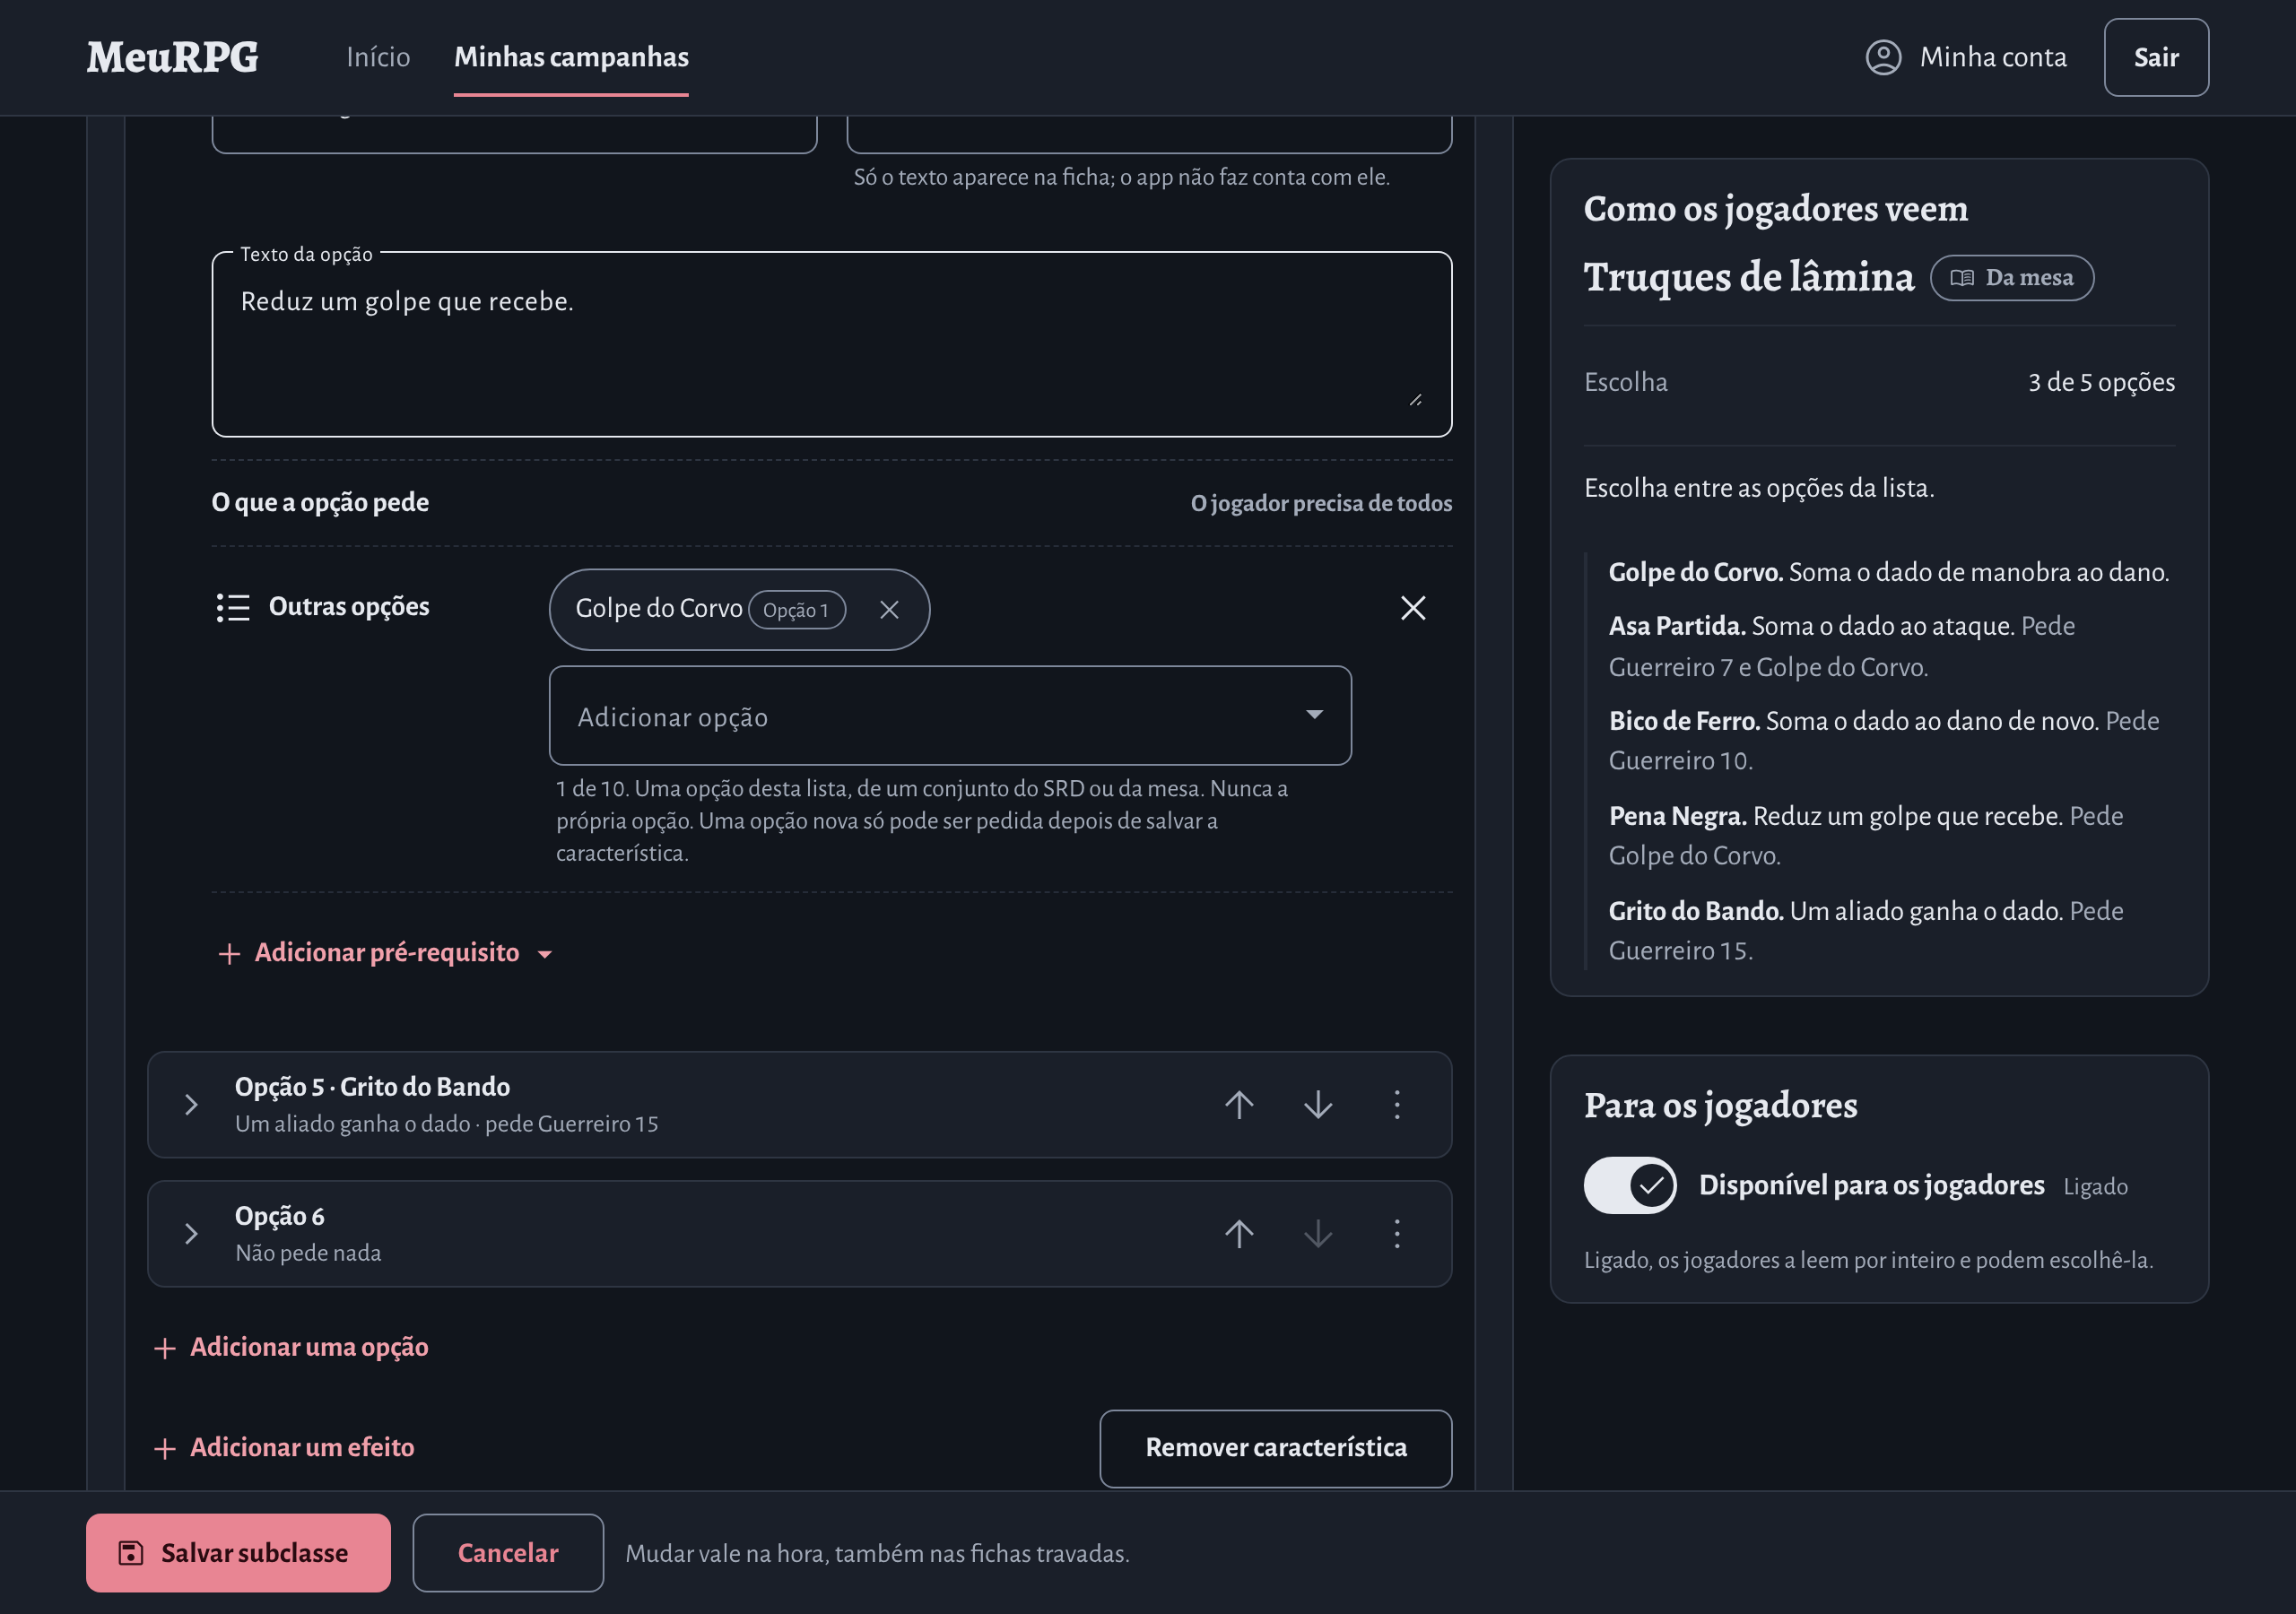 MeuRPG
Início
Minhas campanhas
Minha conta
Sair
Só o texto aparece na ficha; o app não faz conta com ele.
Texto da opção
Reduz um golpe que recebe.
O que a opção pede
O jogador precisa de todos
Outras opções
Golpe do Corvo
Opção 1
Adicionar opção
1 de 10. Uma opção desta lista, de um conjunto do SRD ou da mesa. Nunca a
própria opção. Uma opção nova só pode ser pedida depois de salvar a
característica.
Adicionar pré-requisito
Opção 5 · Grito do Bando
Um aliado ganha o dado · pede Guerreiro 15
Opção 6
Não pede nada
Adicionar uma opção
Adicionar um efeito
Remover característica
Como os jogadores veem
Truques de lâmina
Da mesa
Escolha
3 de 5 opções
Escolha entre as opções da lista.
Golpe do Corvo. Soma o dado de manobra ao dano.
Asa Partida. Soma o dado ao ataque. Pede
Guerreiro 7 e Golpe do Corvo.
Bico de Ferro. Soma o dado ao dano de novo. Pede
Guerreiro 10.
Pena Negra. Reduz um golpe que recebe. Pede
Golpe do Corvo.
Grito do Bando. Um aliado ganha o dado. Pede
Guerreiro 15.
Para os jogadores
Disponível para os jogadores
Ligado
Ligado, os jogadores a leem por inteiro e podem escolhê-la.
Salvar subclasse
Cancelar
Mudar vale na hora, também nas fichas travadas.